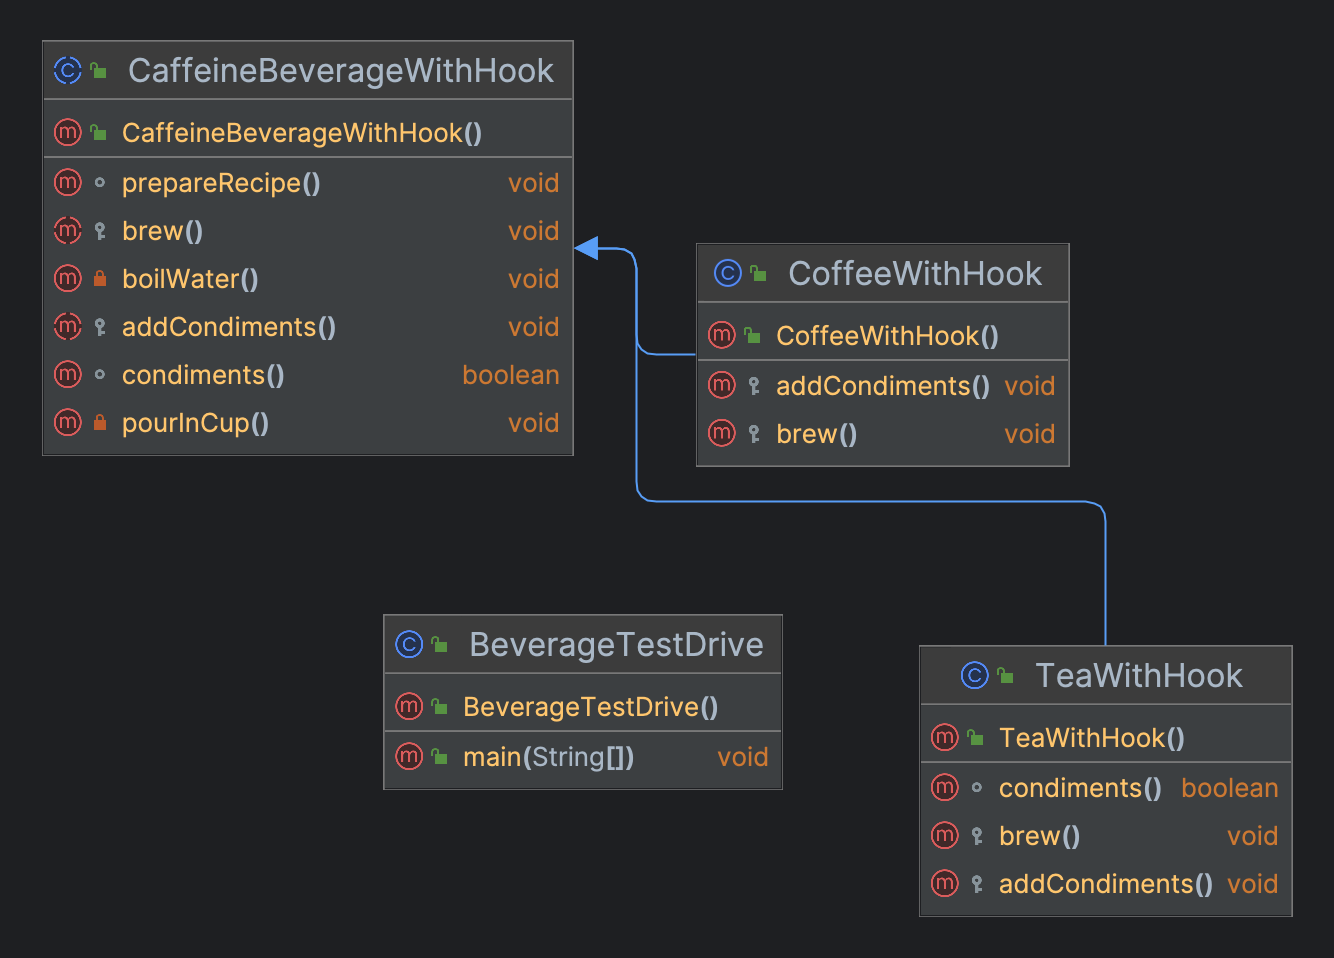 CaffeineBeverageWithHook
CaffeineBeverageWithHook()
prepareRecipe() void
brew() void
boilWater() void
addCondiments() void
condiments() boolean
pourInCup() void
CoffeeWithHook
CoffeeWithHook()
addCondiments() void
brew() void
BeverageTestDrive
BeverageTestDrive()
main(String[]) void
TeaWithHook
TeaWithHook()
condiments() boolean
brew() void
addCondiments() void